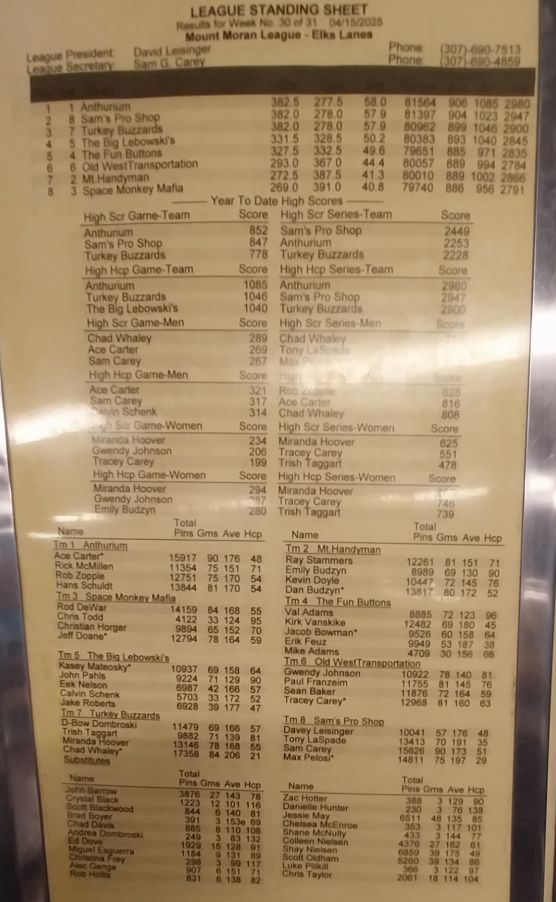 LEAGUE STANDING SHEET
Results for Week No. 30 of 31 04/15/2025
Mount Moran League - Elks Lanes
League President David Leisinger Phone (307)-690-7513
League Secretary Sam G. Carey Phone (307)-690-4859
1 1 Anthurium 382.5 277.5 58.0 81564 906 1085 2980
2 8 Sam's Pro Shop 382.0 278.0 57.9 81397 904 1023 2947
3 7 Turkey Buzzards 382.0 278.0 57.9 80962 899 1046 2900
4 5 The Big Lebowski's 331.5 328.5 50.2 80383 893 1040 2845
5 4 The Fun Buttons 327.5 332.5 49.6 79651 885 971 2835
6 6 Old WestTransportation 293.0 367.0 44.4 80057 889 994 2784
7 2 Mt.Handyman 272.5 387.5 41.3 80010 889 1002 2866
8 3 Space Monkey Mafia 269.0 391.0 40.8 79740 886 956 2791
Year To Date High Scores
High Scr Game-Team Score High Scr Series-Team Score
Anthurium 852 Sam's Pro Shop 2449
Sam's Pro Shop 847 Anthurium 2253
Turkey Buzzards 778 Turkey Buzzards 2228
High Hcp Game-Team Score High Hcp Series-Team Score
Anthurium 1085 Anthurium 2980
Turkey Buzzards 1046 Sam's Pro Shop 2947
The Big Lebowski's 1040 Turkey Buzzards 2900
High Scr Game-Men Score High Scr Series-Men Score
Chad Whaley 289 Chad Whaley
Ace Carter 269 Tony LaSpade
Sam Carey 267 Max
High Hcp Game-Men Score Score
Ace Carter 321 Rob Zopple 828
Sam Carey 317 Ace Carter 816
Calvin Schenk 314 Chad Whaley 808
High Scr Game-Women Score High Scr Series-Women Score
Miranda Hoover 234 Miranda Hoover 625
Gwendy Johnson 206 Tracey Carey 551
Tracey Carey 199 Trish Taggart 478
High Hcp Game-Women Score High Hcp Series-Women Score
Miranda Hoover 294 Miranda Hoover
Gwendy Johnson Tracey Carey 746
Emily Budzyn 280 Trish Taggart 739
Name Total Pins Gms Ave Hcp
Tm 1 Anthurium
Ace Carter* 15917 90 176 48
Rick McMillen 11354 75 151 71
Rob Zopple 12751 75 170 54
Hans Schuldt 13844 81 170 54
Tm 3 Space Monkey Mafia
Rod DeWar 14159 84 168 55
Chris Todd 4122 33 124 95
Christian Horger 9894 65 152 70
Jeff Doane* 12794 78 164 59
Tm 5 The Big Lebowski's
Kasey Mateosky* 10937 69 158 64
John Pahls 9224 71 129 90
Eek Nelson 6987 42 166 57
Calvin Schenk 5703 33 172 52
Jake Roberts 6928 39 177 47
Tm 7 Turkey Buzzards
D-Bow Dombroski 11479 69 166 57
Trish Taggart 9882 71 139 81
Miranda Hoover 13146 78 168 55
Chad Whaley* 17358 84 206 21
Substitutes
Name Total Pins Gms Ave Hcp
John Barrow 3876 27 143 78
Crystal Black 1223 12 101 116
Scott Blackwood 844 6 140 81
Brad Boyer 391 3 153e 69
Chad Davis 885 8 110 108
Andrea Dombroski 249 3 83 132
Ed Dove 1929 15 128 91
Miguel Esguerra 1184 9 131 89
Christina Frey 298 3 99 117
Alec Genge 907 6 151 71
Rob Hollis 831 6 138 82
Name Total Pins Gms Ave Hcp
Tm 2 Mt.Handyman
Ray Stammers 12261 81 151 71
Emily Budzyn 8989 69 130 90
Kevin Doyle 10447 72 145 76
Dan Budzyn* 13817 80 172 52
Tm 4 The Fun Buttons
Val Adams 8885 72 123 96
Kirk Vanskike 12482 69 180 45
Jacob Bowman* 9526 60 158 64
Erik Feuz 9949 53 187 38
Mike Adams 4709 30 156 66
Tm 6 Old WestTransportation
Gwendy Johnson 10922 78 140 81
Paul Franzeim 11755 81 145 76
Sean Baker 11876 72 164 59
Tracey Carey* 12968 81 160 63
Tm 8 Sam's Pro Shop
Davey Leisinger 10041 57 176 48
Tony LaSpade 13413 70 191 35
Sam Carey 15626 90 173 51
Max Pelosi* 14811 75 197 29
Name Total Pins Gms Ave Hcp
Zac Hotter 388 3 129 90
Danielle Hunter 230 3 76 138
Jessie May 6511 48 135 85
Chelsea McEnroe 353 3 117 101
Shane McNulty 433 3 144 77
Colleen Nielsen 4376 27 162 61
Shay Nielsen 6859 39 175 49
Scott Oldham 5260 39 134 86
Luke 366 3 122 97
Chris Taylor 2061 18 114 104